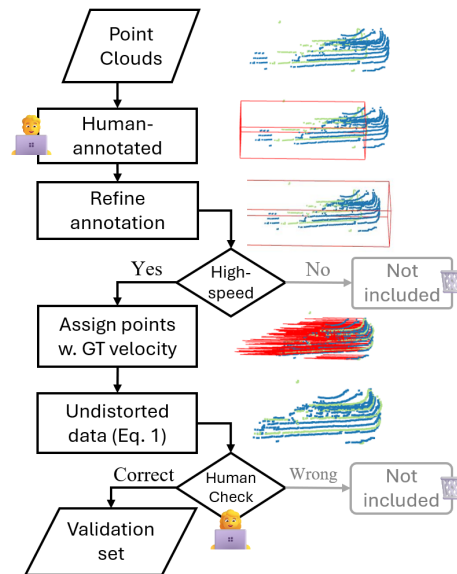 Point
Clouds
Human-
annotated
Refine
annotation
High-
speed
Yes
No
Not
included
Assign points
w. GT velocity
Undistorted
data (Eq. 1)
Human
Check
Correct
Wrong
Not
included
Validation
set